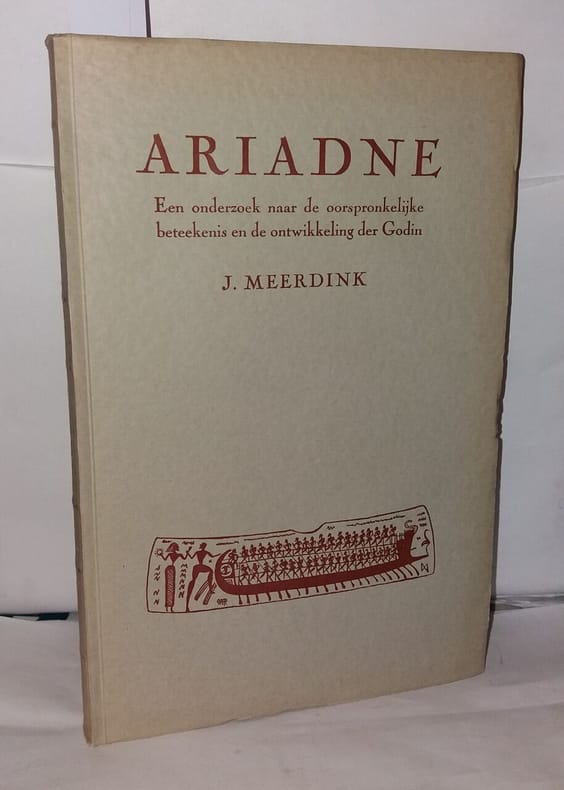 ARIADNE
Een onderzoek naar de oorspronkelijke
beteekenis en de ontwikkeling der Godin
J. MEERDINK